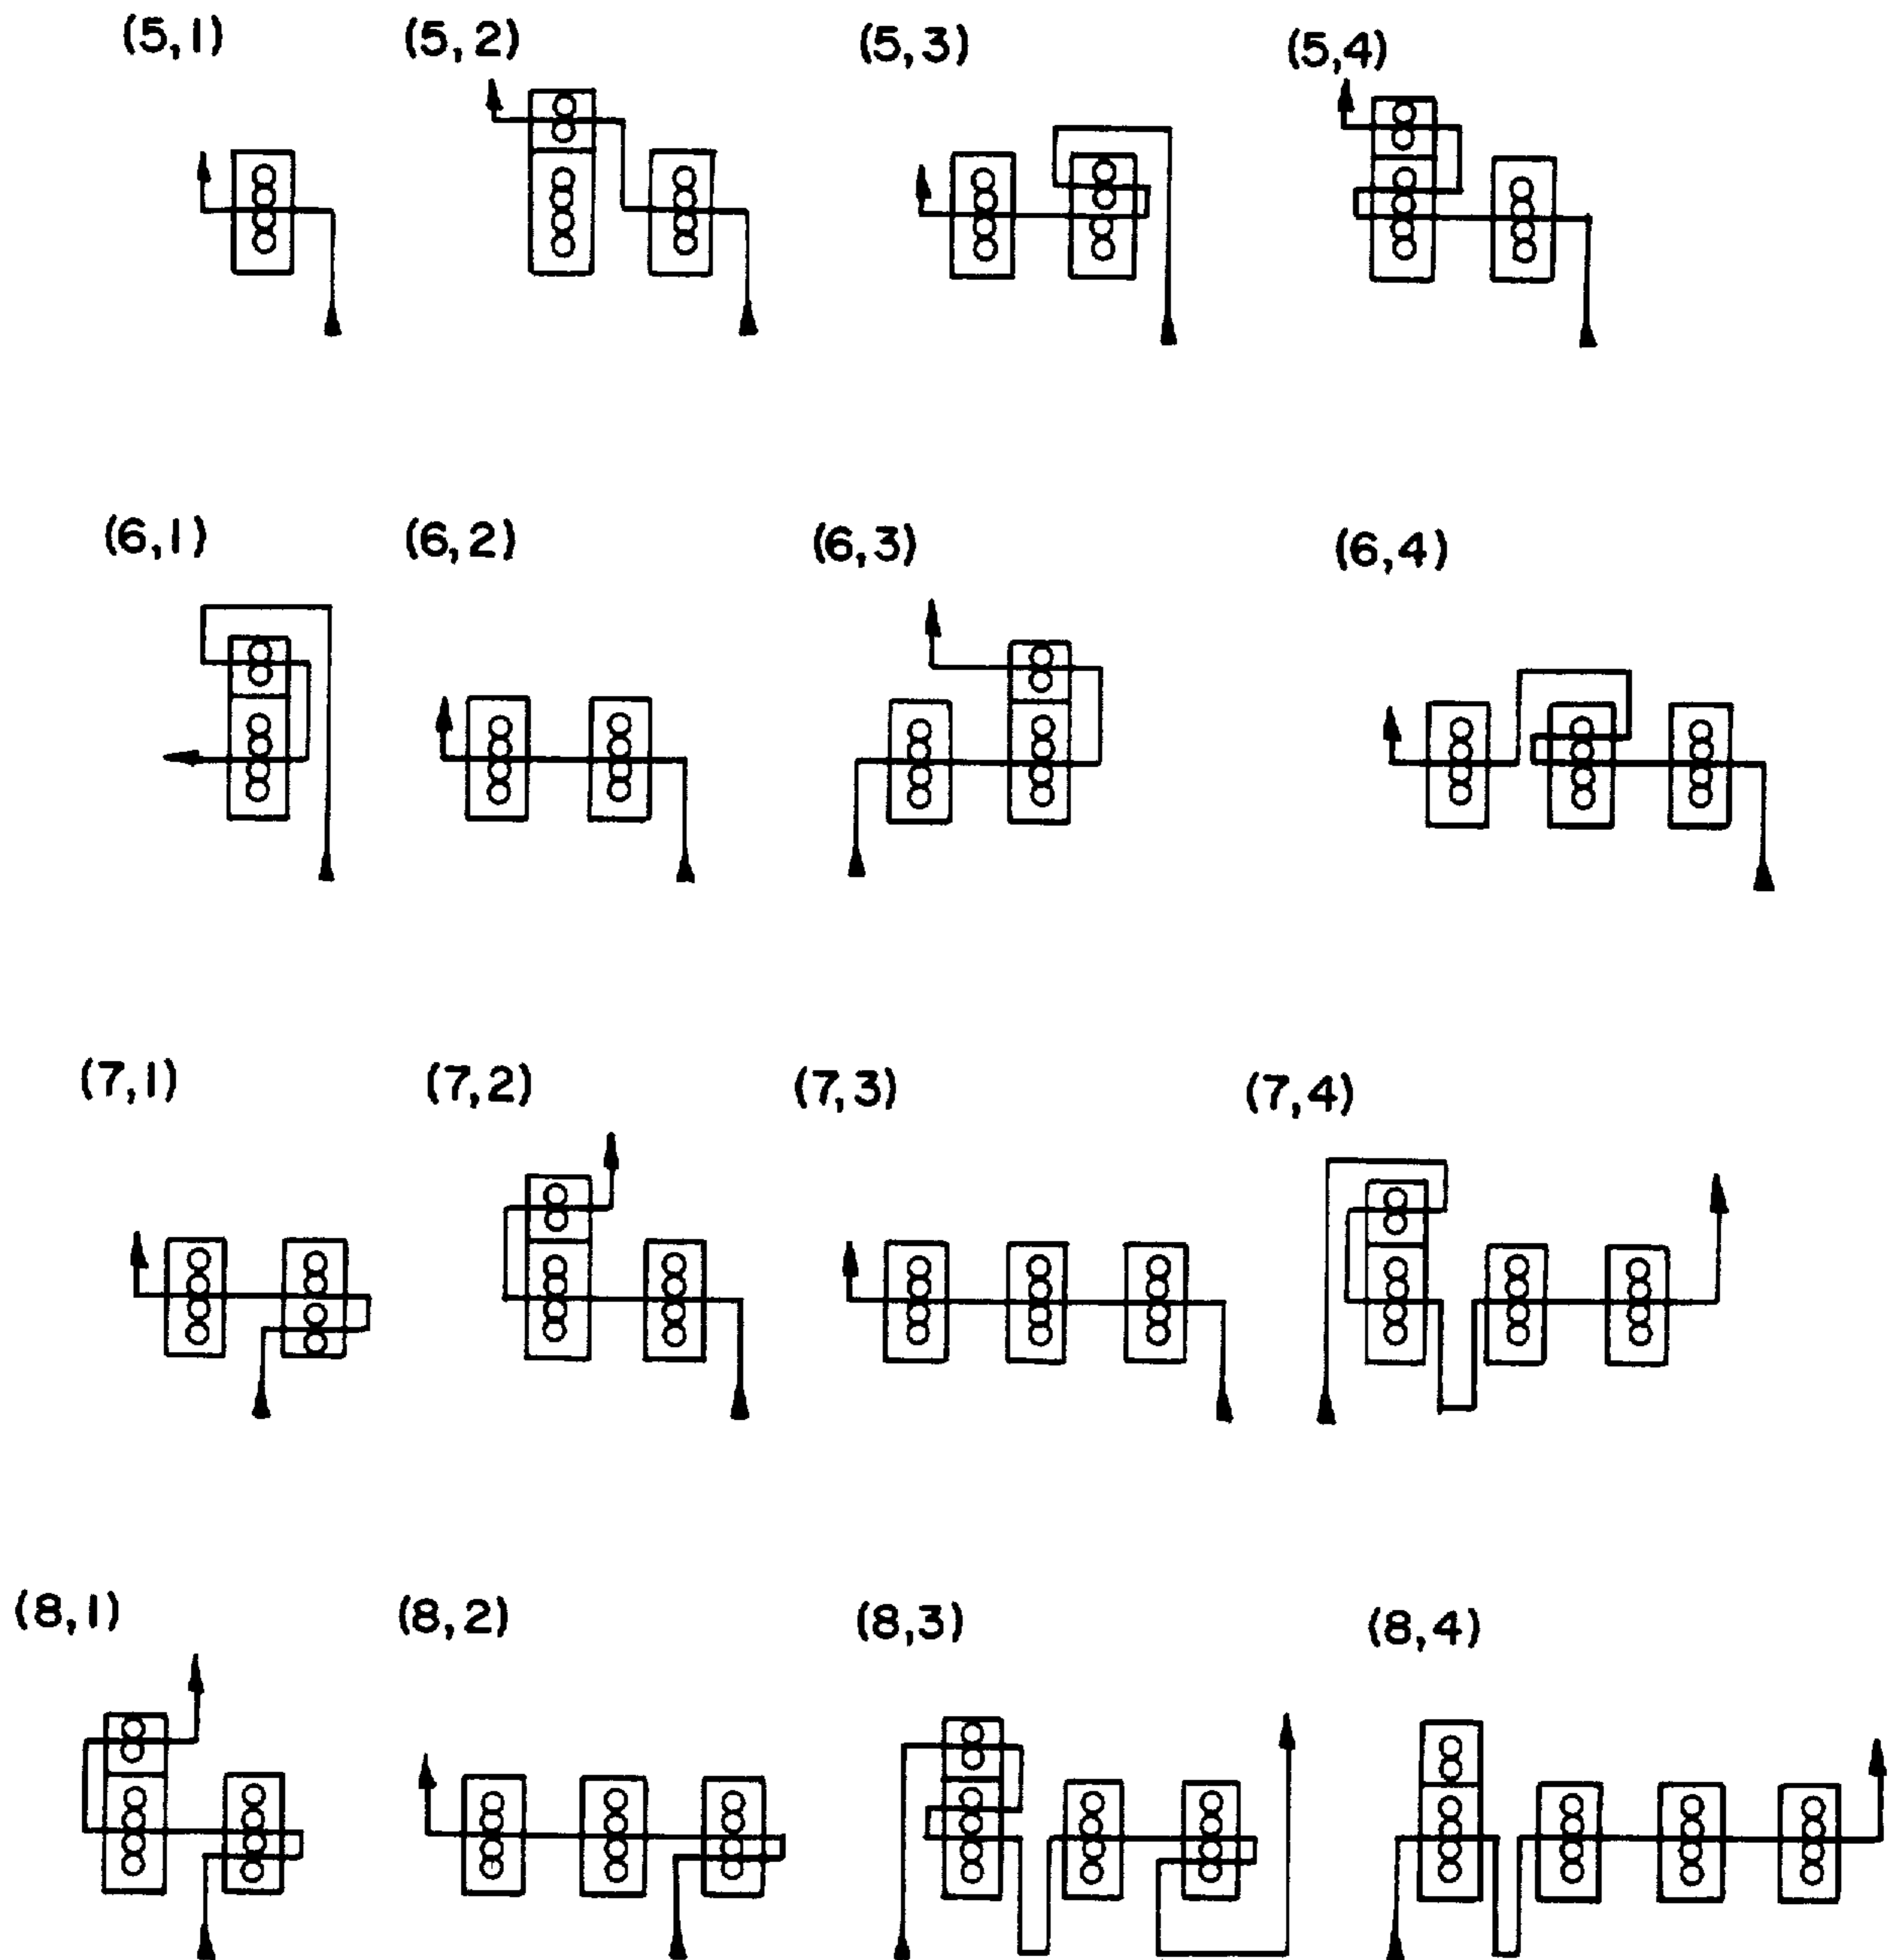 (5,1) (5,2) (5,3) (5,4)
(6,1) (6,2) (6,3) (6,4)
(7,1) (7,2) (7,3) (7,4)
(8,1) (8,2) (8,3) (8,4)